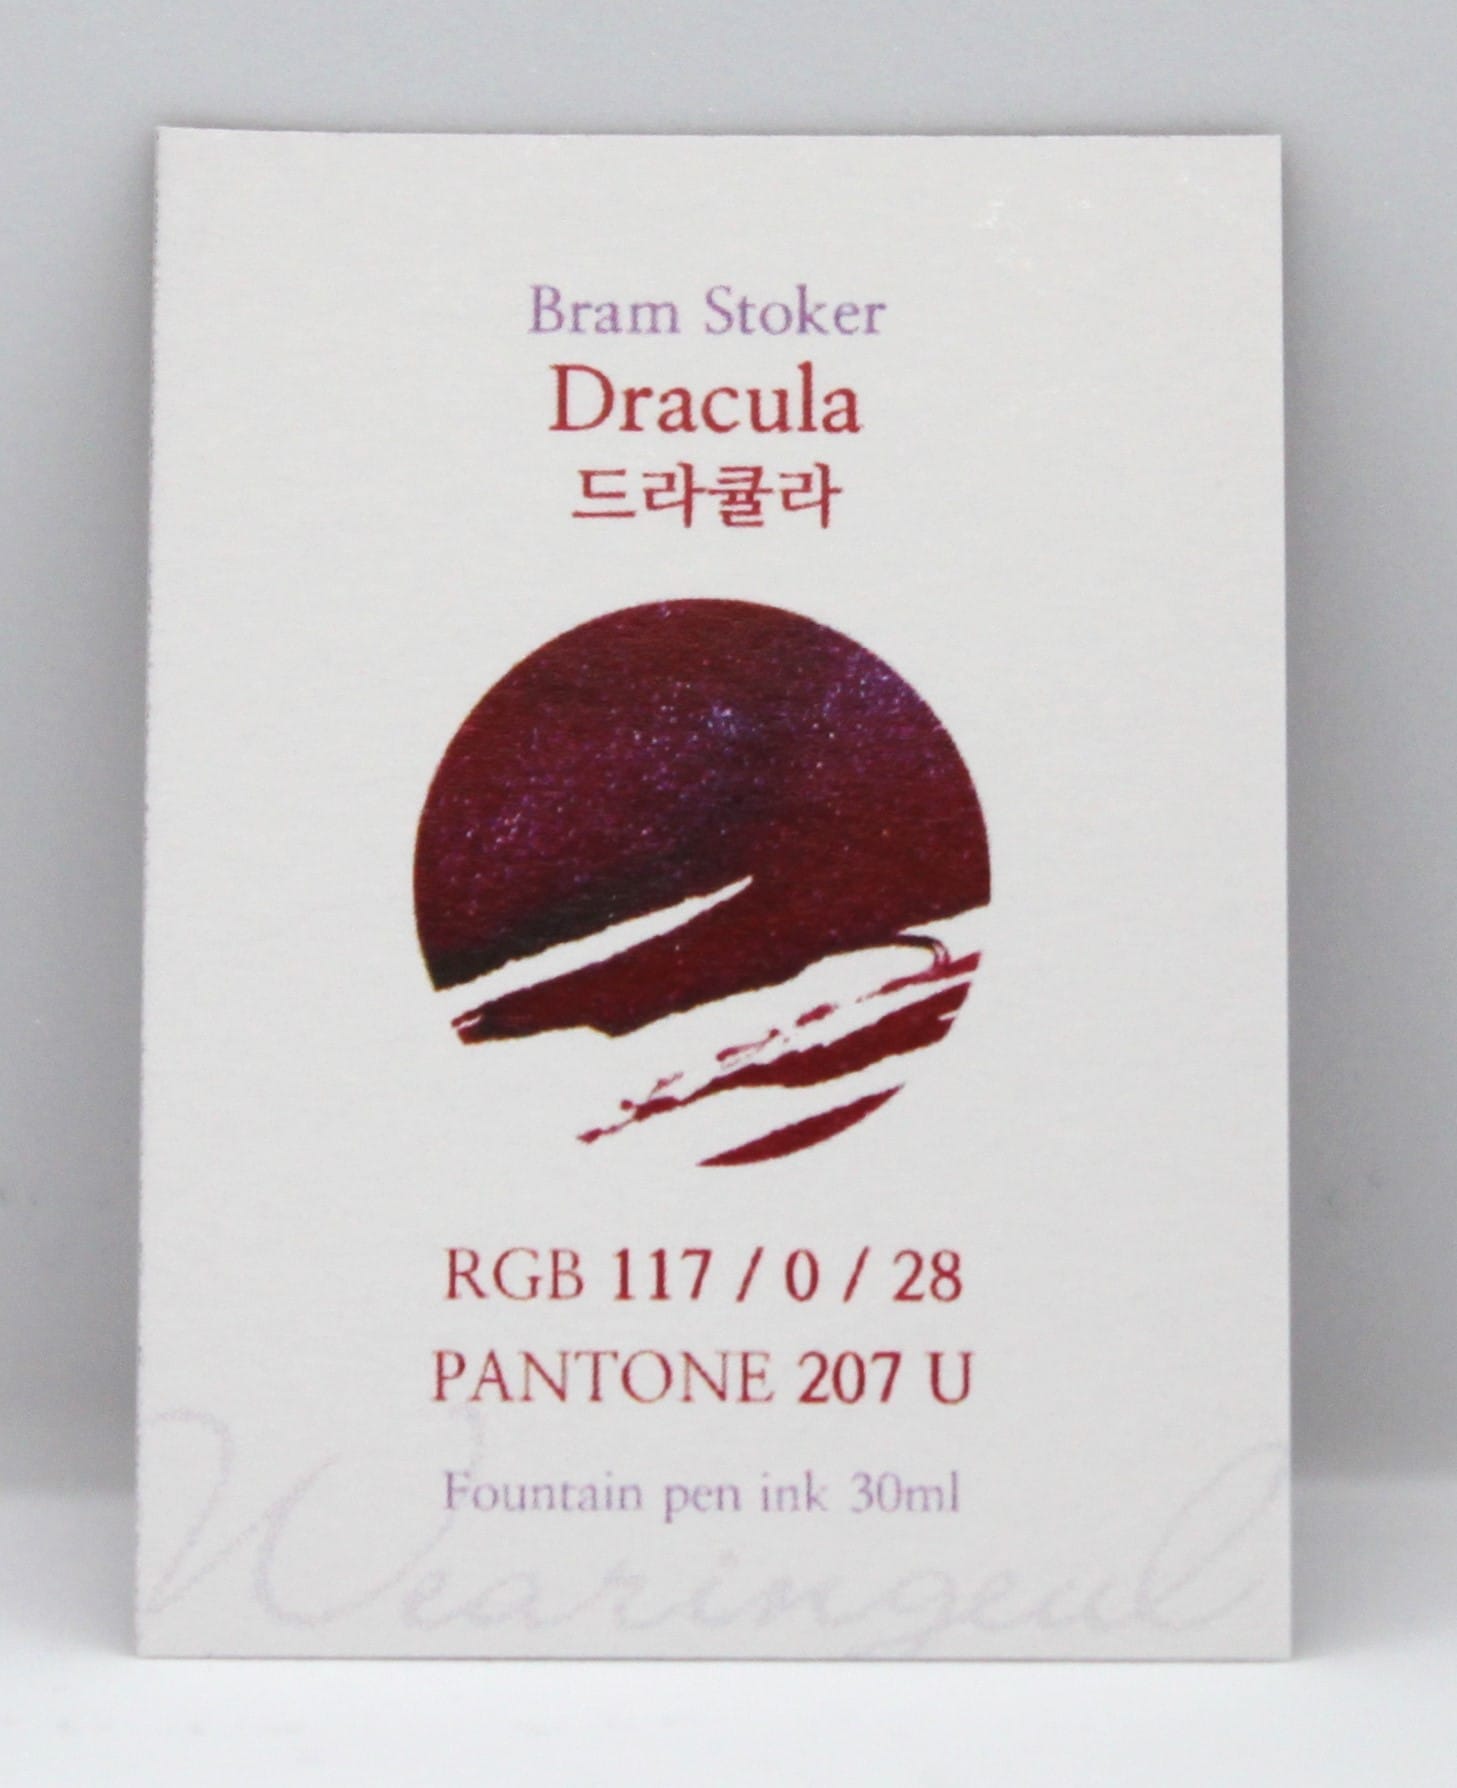 Bram Stoker
Dracula
드라큘라
RGB 117 / 0 / 28
PANTONE 207 U
Fountain pen ink 30ml
Wearingeul